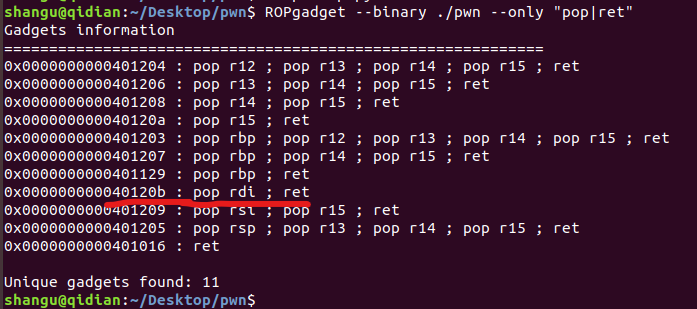 shangu@qidian:~/Desktop/pwn$ ROPgadget --binary ./pwn --only "pop|ret"
Gadgets information
============================================================
0x0000000000401204 : pop r12 ; pop r13 ; pop r14 ; pop r15 ; ret
0x0000000000401206 : pop r13 ; pop r14 ; pop r15 ; ret
0x0000000000401208 : pop r14 ; pop r15 ; ret
0x000000000040120a : pop r15 ; ret
0x0000000000401203 : pop rbp ; pop r12 ; pop r13 ; pop r14 ; pop r15 ; ret
0x0000000000401207 : pop rbp ; pop r14 ; pop r15 ; ret
0x0000000000401129 : pop rbp ; ret
0x000000000040120b : pop rdi ; ret
0x0000000000401209 : pop rsi ; pop r15 ; ret
0x0000000000401205 : pop rsp ; pop r13 ; pop r14 ; pop r15 ; ret
0x0000000000401016 : ret
Unique gadgets found: 11
shangu@qidian:~/Desktop/pwn$